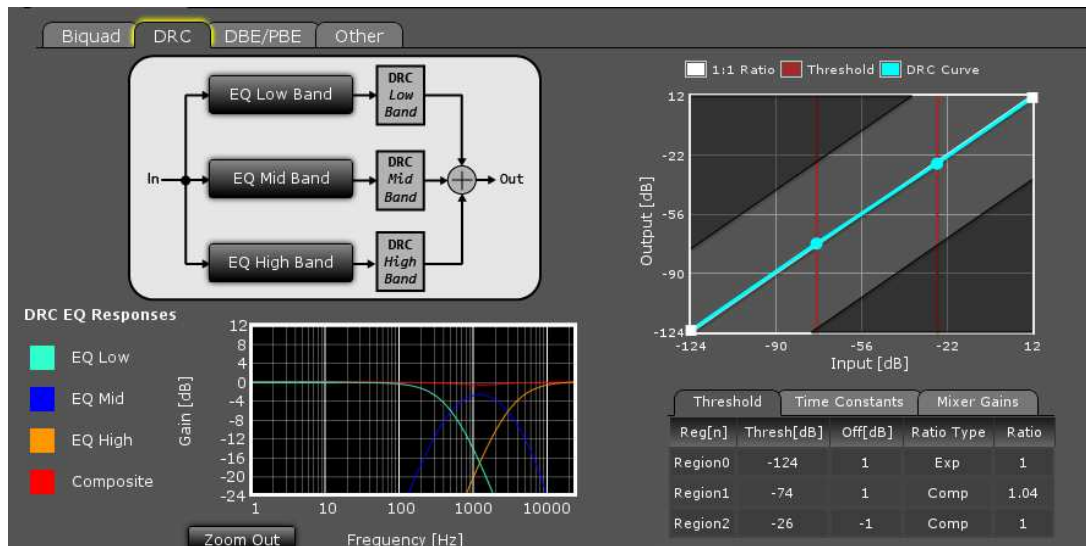 Biquad DRC DBE/PBE Other
EQ Low Band
DRC
Low
Band
In
EQ Mid Band
DRC
Mid
Band
Out
EQ High Band
DRC
High
Band
1:1 Ratio Threshold DRC Curve
12
-22
-56
-90
-124
Output [dB]
-124 -90 -56 -22 12
Input [dB]
DRC EQ Responses
EQ Low
EQ Mid
EQ High
Composite
12
8
4
0
-4
-8
-12
-16
-20
-24
Gain [dB]
1 10 100 1000 10000
Zoom Out
Frequency [Hz]
Threshold Time Constants Mixer Gains
Reg[n] Thresh[dB] Off[dB] Ratio Type Ratio
Region0 -124 1 Exp 1
Region1 -74 1 Comp 1.04
Region2 -26 -1 Comp 1